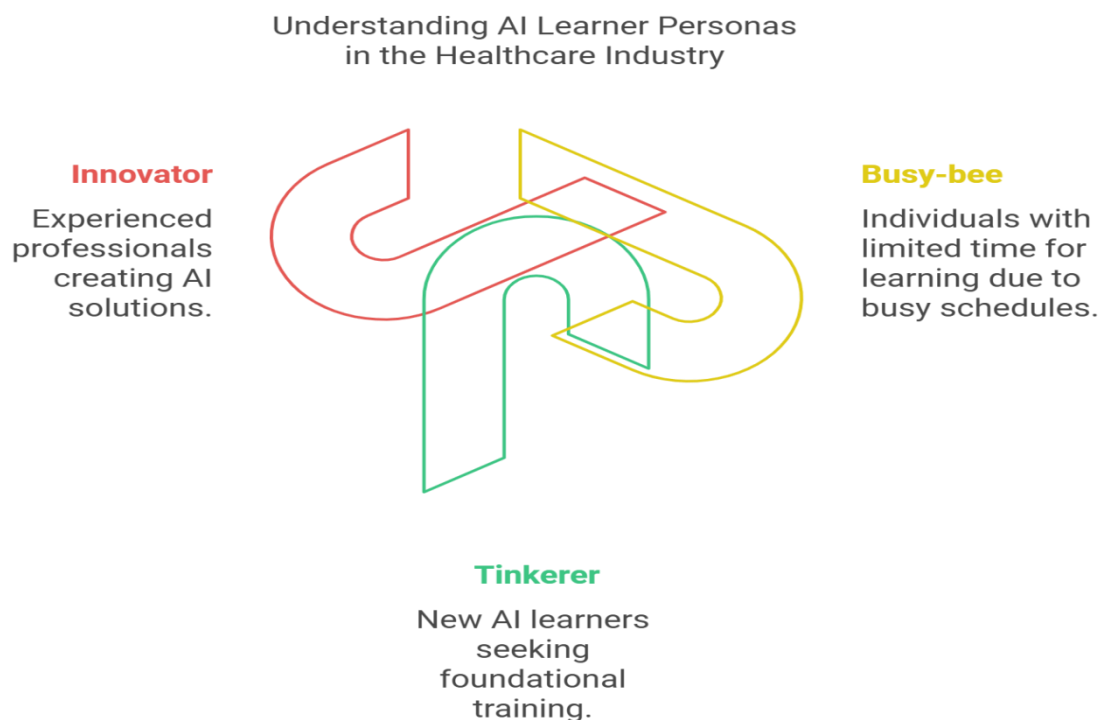 Understanding AI Learner Personas
in the Healthcare Industry
Innovator
Experienced
professionals
creating AI
solutions.
Busy-bee
Individuals with
limited time for
learning due to
busy schedules.
Tinkerer
New AI learners
seeking
foundational
training.